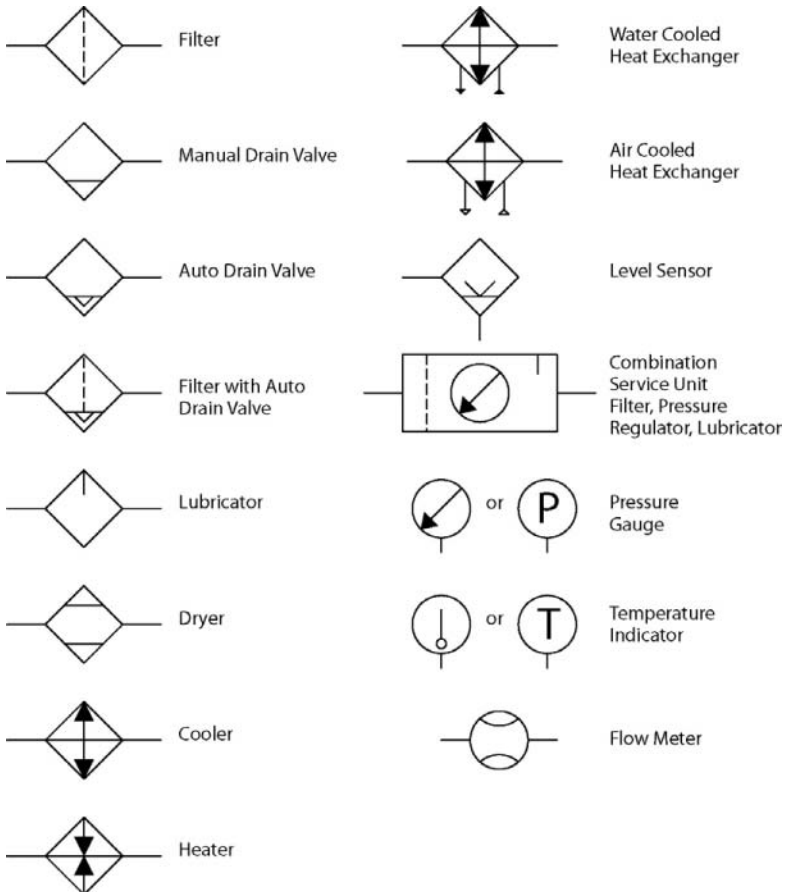 Filter
Manual Drain Valve
Auto Drain Valve
Filter with Auto
Drain Valve
Lubricator
Dryer
Cooler
Heater
Water Cooled
Heat Exchanger
Air Cooled
Heat Exchanger
Level Sensor
Combination
Service Unit
Filter, Pressure
Regulator, Lubricator
or
P
Pressure
Gauge
or
T
Temperature
Indicator
Flow Meter